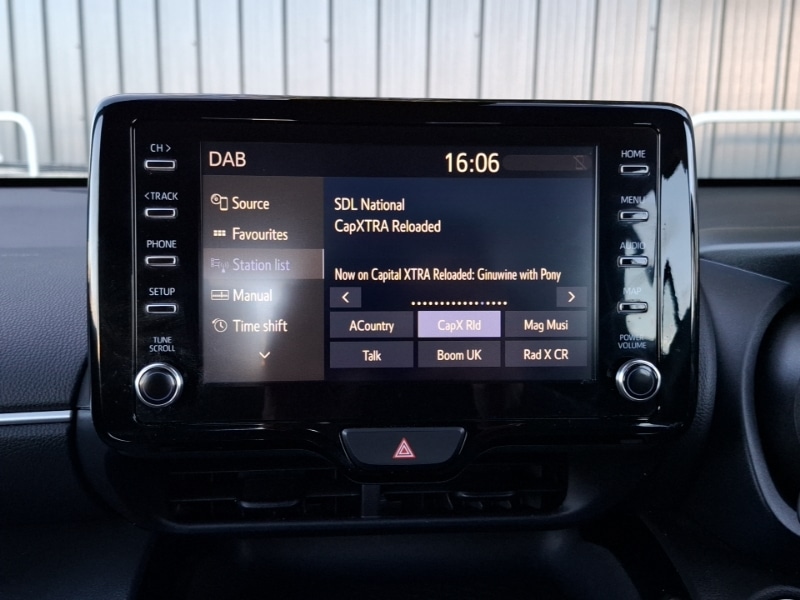 CH >
DAB
16:06
HOME
<TRACK
Source
SDL National
MENU
CapXTRA Reloaded
Favourites
PHONE
AUDIO
Station list
Now on Capital XTRA Reloaded: Ginuwine with Pony
SETUP
Manual
< >
MAP
TUNE
SCROLL
Time shift
ACountry
CapX Rld
Mag Musi
POWER
VOLUME
Talk
Boom UK
Rad X CR